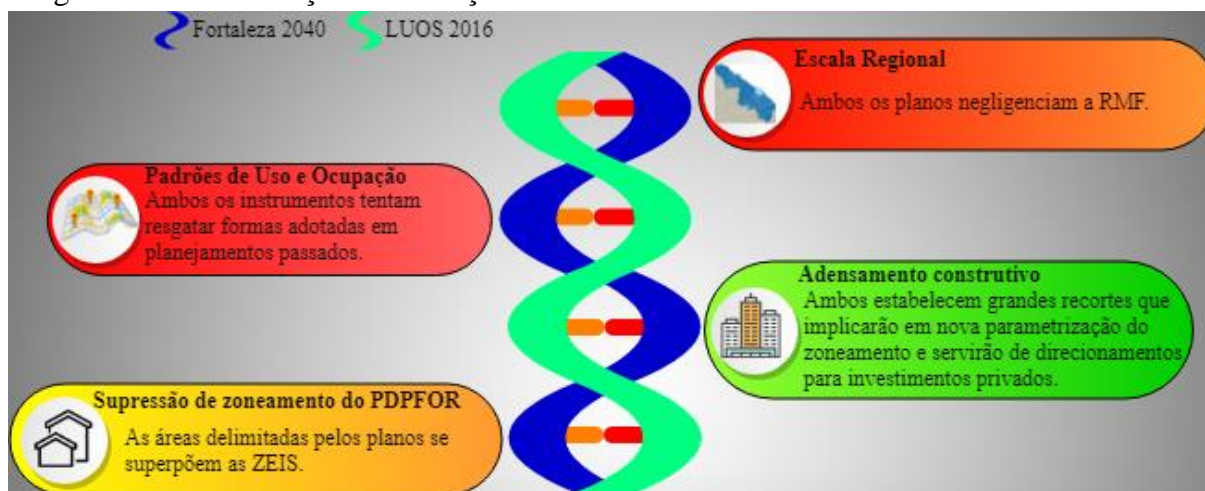 Fortaleza 2040
LUOS 2016
Escala Regional
Ambos os planos negligenciam a RMF.
Padrões de Uso e Ocupação
Ambos os instrumentos tentam
resgatar formas adotadas em
planejamentos passados.
Adensamento construtivo
Ambos estabelecem grandes recortes que
implicarão em nova parametrização do
zoneamento e servirão de direcionamentos
para investimentos privados.
Supressão de zoneamento do PDPFOR
As áreas delimitadas pelos planos se
superpõem as ZEIS.